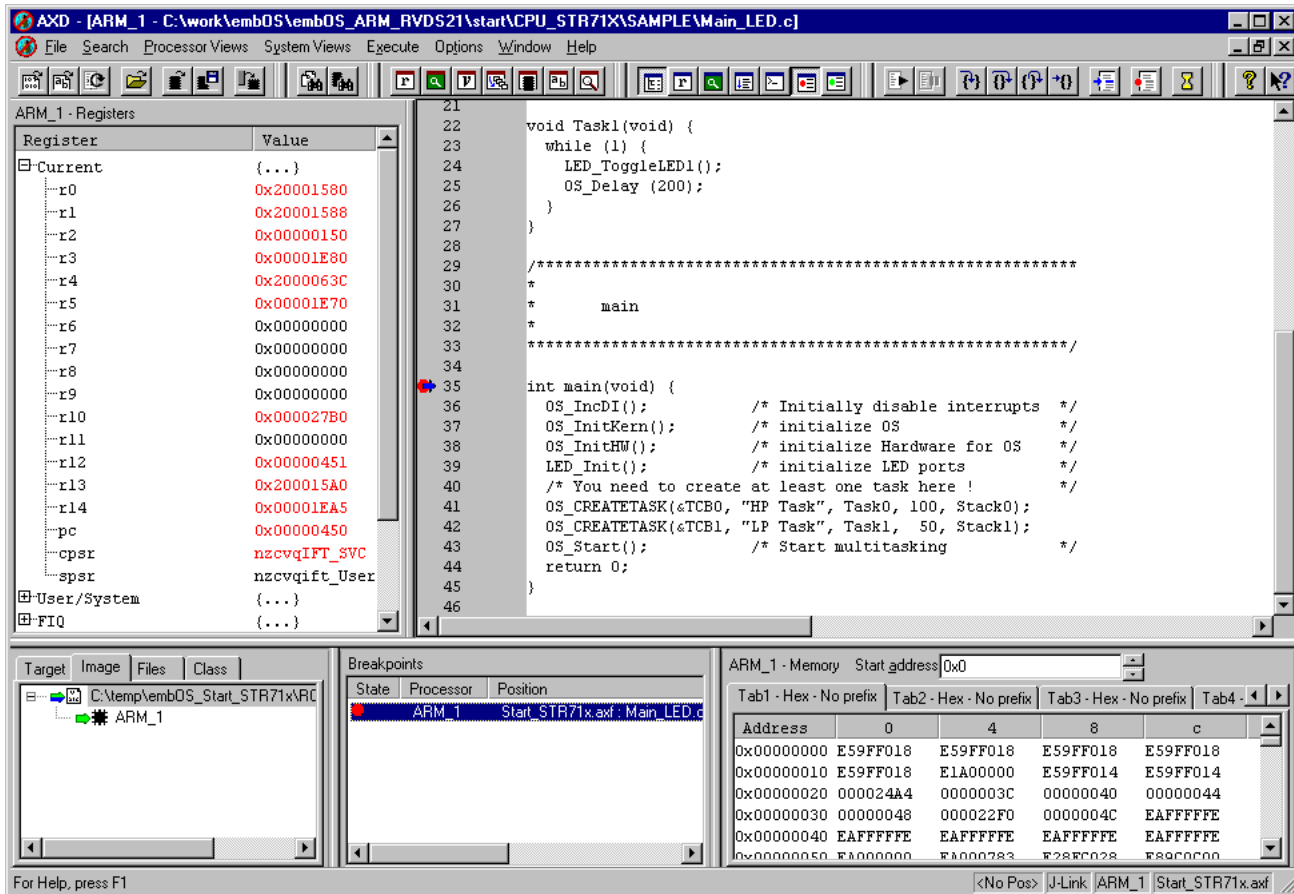 AXD - [ARM_1 - C:\work\embOS\embOS_ARM_RVDS21\start\CPU_STR71X\SAMPLE\Main_LED.c]
File Search Processor Views System Views Execute Options Window Help
ARM_1 - Registers
Register Value
Current {...}
r0 0x20001580
r1 0x20001588
r2 0x00000150
r3 0x00001E80
r4 0x2000063C
r5 0x00001E70
r6 0x00000000
r7 0x00000000
r8 0x00000000
r9 0x00000000
r10 0x000027B0
r11 0x00000000
r12 0x00000451
r13 0x200015A0
r14 0x00001EA5
pc 0x00000450
cpsr nzcvqIFT_SVC
spsr nzcvqift_User
User/System {...}
FIQ {...}
21
22 void Task1(void) {
23 while (1) {
24 LED_ToggleLED1();
25 OS_Delay (200);
26 }
27 }
28
29 /**********************************************************
30 *
31 * main
32 *
33 **********************************************************/
34
35 int main(void) {
36 OS_IncDI(); /* Initially disable interrupts */
37 OS_InitKern(); /* initialize OS */
38 OS_InitHW(); /* initialize Hardware for OS */
39 LED_Init(); /* initialize LED ports */
40 /* You need to create at least one task here ! */
41 OS_CREATETASK(&TCB0, "HP Task", Task0, 100, Stack0);
42 OS_CREATETASK(&TCB1, "LP Task", Task1, 50, Stack1);
43 OS_Start(); /* Start multitasking */
44 return 0;
45 }
46
Target Image Files Class
C:\temp\embOS_Start_STR71x\RC
ARM_1
Breakpoints
State Processor Position
ARM_1 Start_STR71x.axf : Main_LED.c
ARM_1 - Memory Start address 0x0
Tab1 - Hex - No prefix Tab2 - Hex - No prefix Tab3 - Hex - No prefix Tab4 -
Address 0 4 8 c
0x00000000 E59FF018 E59FF018 E59FF018 E59FF018
0x00000010 E59FF018 E1A00000 E59FF014 E59FF014
0x00000020 000024A4 0000003C 00000040 00000044
0x00000030 00000048 000022F0 0000004C EAFFFFFE
0x00000040 EAFFFFFE EAFFFFFE EAFFFFFE EAFFFFFE
0x00000050 EA000000 EA000783 E28FC028 E89C0C00
For Help, press F1
<No Pos> J-Link ARM_1 Start_STR71x.axf